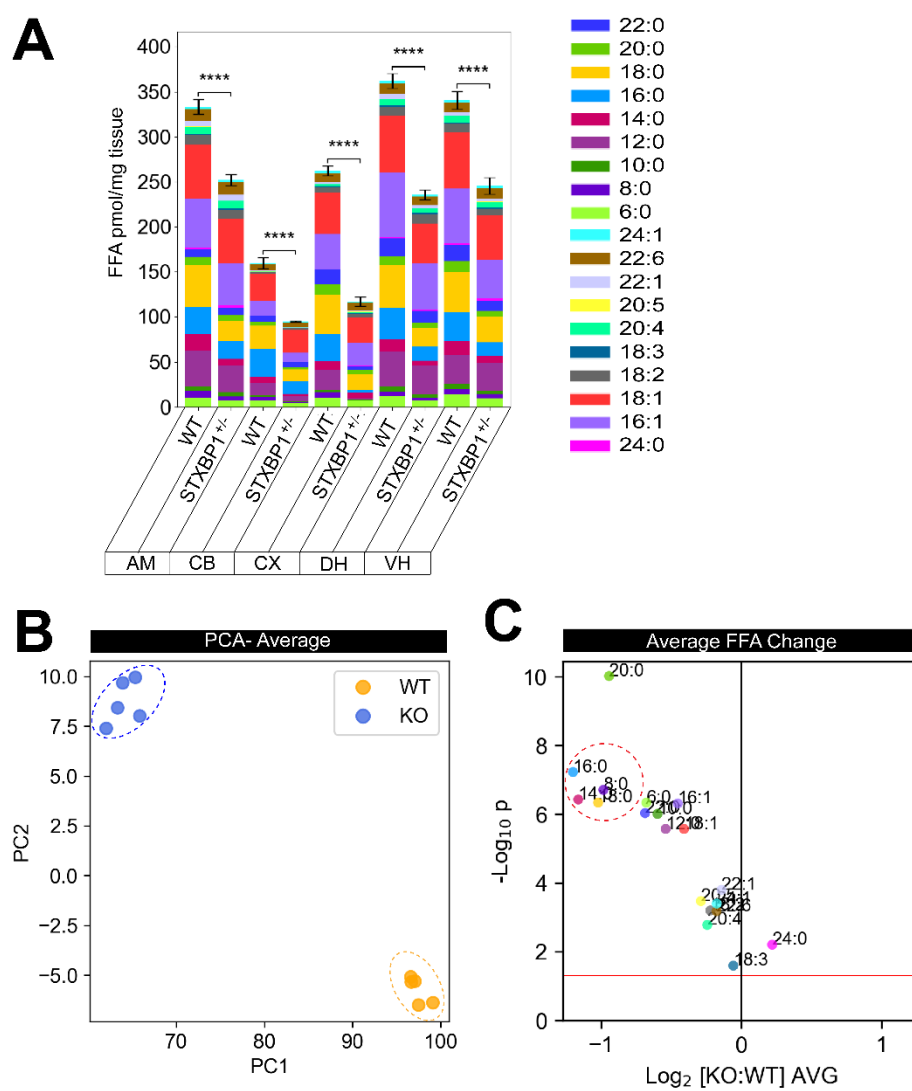 A
FFA pmol/mg tissue
400
350
300
250
200
150
100
50
0
****
****
****
****
****
WT
STXBP1+/-
WT
STXBP1+/-
WT
STXBP1+/-
WT
STXBP1+/-
WT
STXBP1+/-
AM
CB
CX
DH
VH
22:0
20:0
18:0
16:0
14:0
12:0
10:0
8:0
6:0
24:1
22:6
22:1
20:5
20:4
18:3
18:2
18:1
16:1
24:0
B
PCA- Average
WT
KO
PC2
10.0
7.5
5.0
2.5
0.0
−2.5
−5.0
70
80
90
100
PC1
C
Average FFA Change
-Log10 p
10
8
6
4
2
0
20:0
16:0
8:0
14:0
18:0
6:0
16:1
22:0
10:0
12:0
18:1
22:1
20:5
20:4
24:0
18:3
−1
0
1
Log2 [KO:WT] AVG